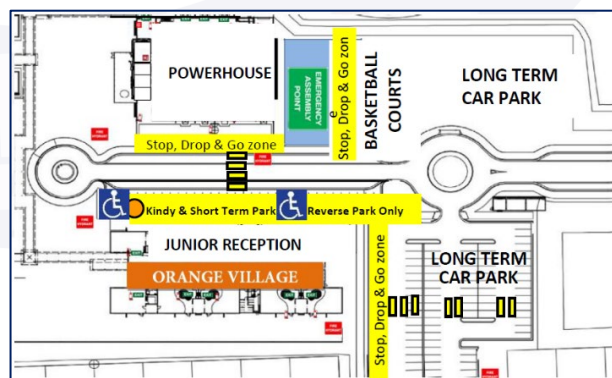 POWERHOUSE
EMERGENCY
ASSEMBLY
POINT
Stop, Drop & Go zon
e
BASKETBALL
COURTS
LONG TERM
CAR PARK
Stop, Drop & Go zone
Kindy & Short Term Park
Reverse Park Only
JUNIOR RECEPTION
ORANGE VILLAGE
Stop, Drop & Go zone
LONG TERM
CAR PARK